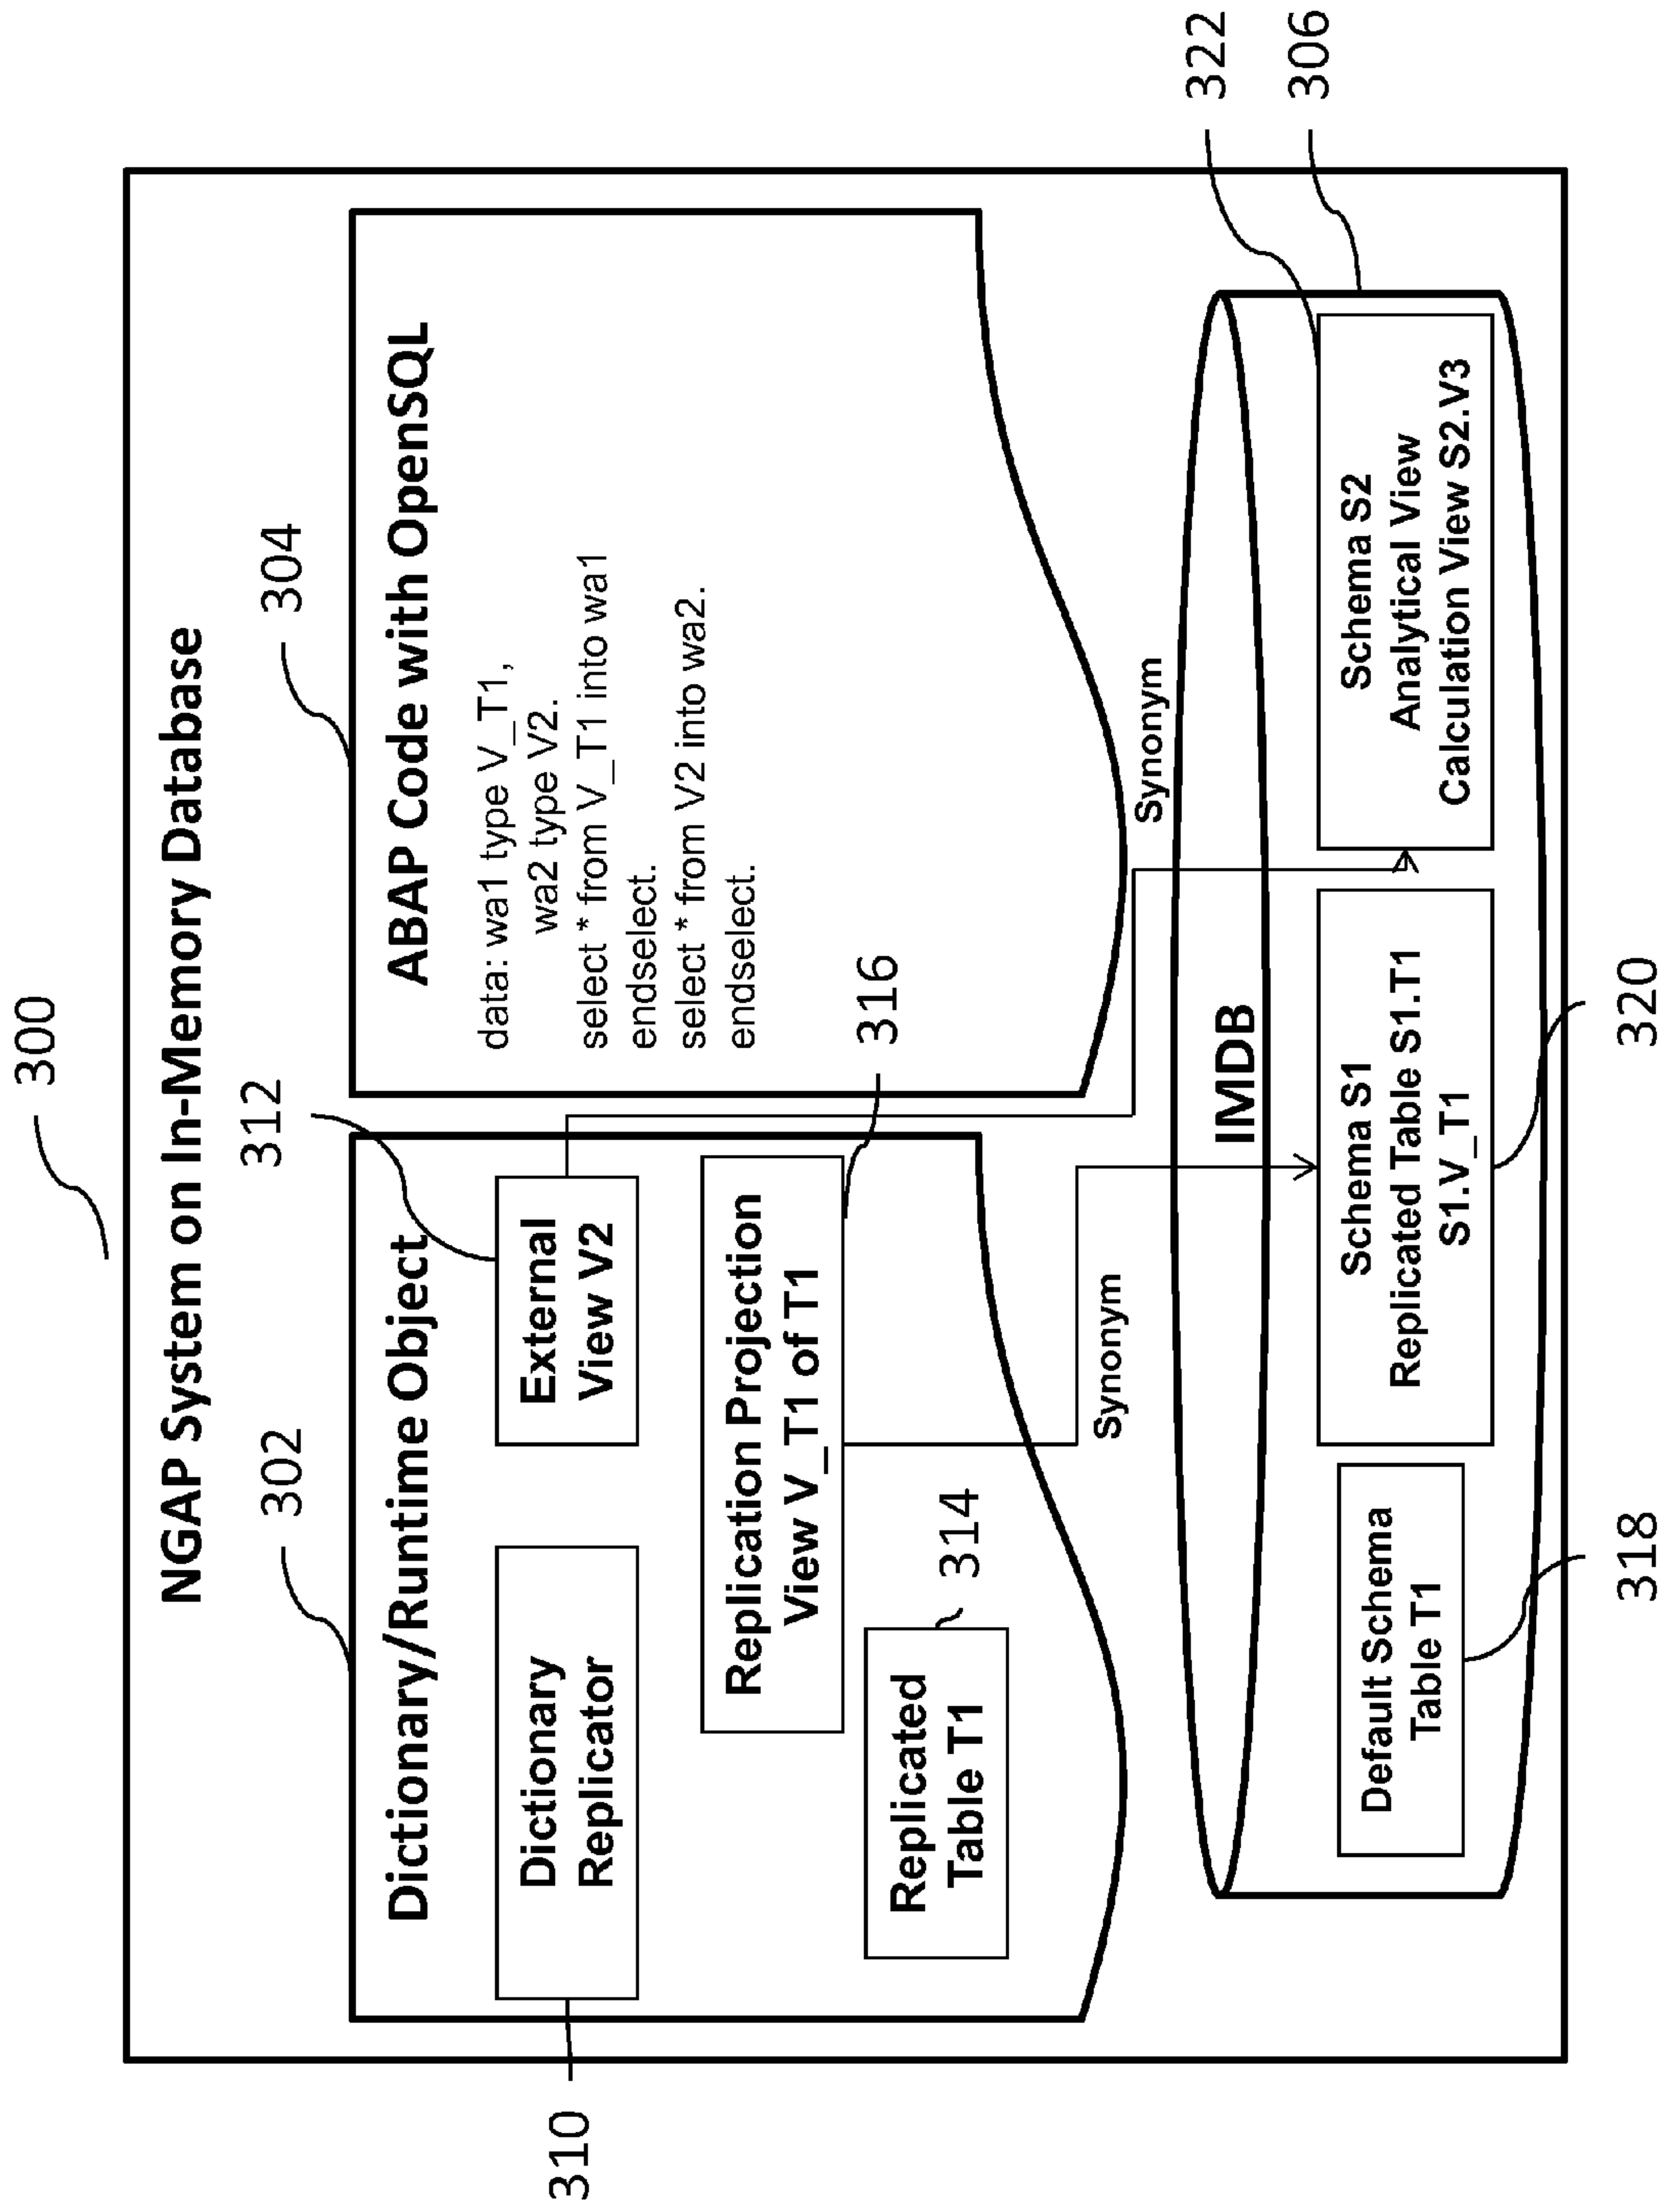 300
NGAP System on In-Memory Database
302
Dictionary/Runtime Object
310
Dictionary
Replicator
312
External
View V2
Replication Projection
View V_T1 of T1
316
Replicated
Table T1
314
304
ABAP Code with OpenSQL
data: wa1 type V_T1,
wa2 type V2.
select * from V_T1 into wa1
endselect.
select * from V2 into wa2.
endselect.
Synonym
Synonym
IMDB
Default Schema
Table T1
318
Schema S1
Replicated Table S1.T1
S1.V_T1
320
Schema S2
Analytical View
Calculation View S2.V3
322
306